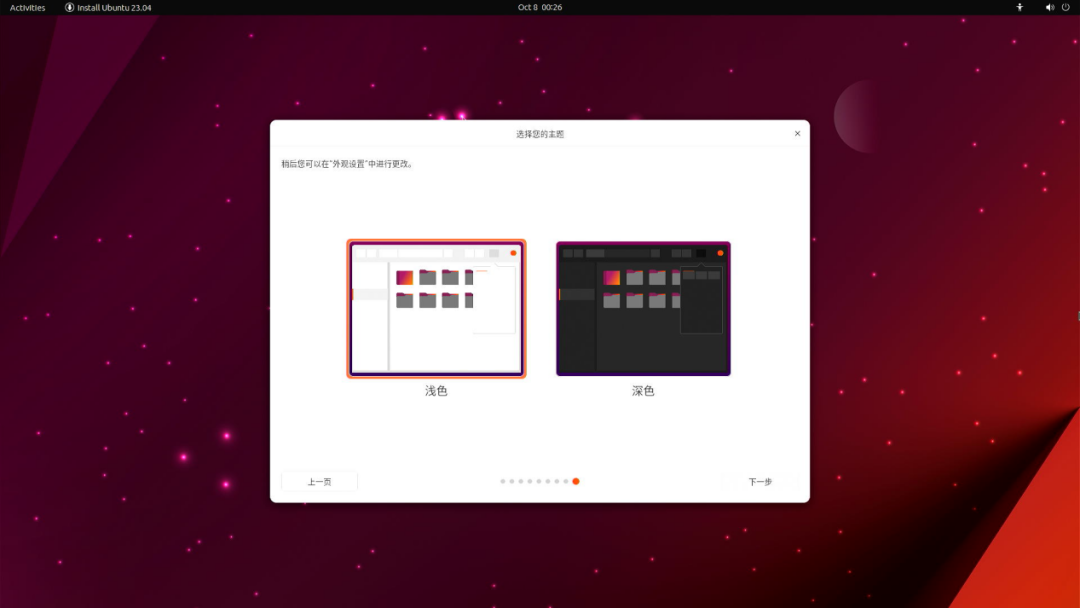 Activities
Install Ubuntu 23.04
Oct 8 00:26
选择您的主题
稍后您可以在"外观设置"中进行更改。
浅色
深色
上一页
下一步